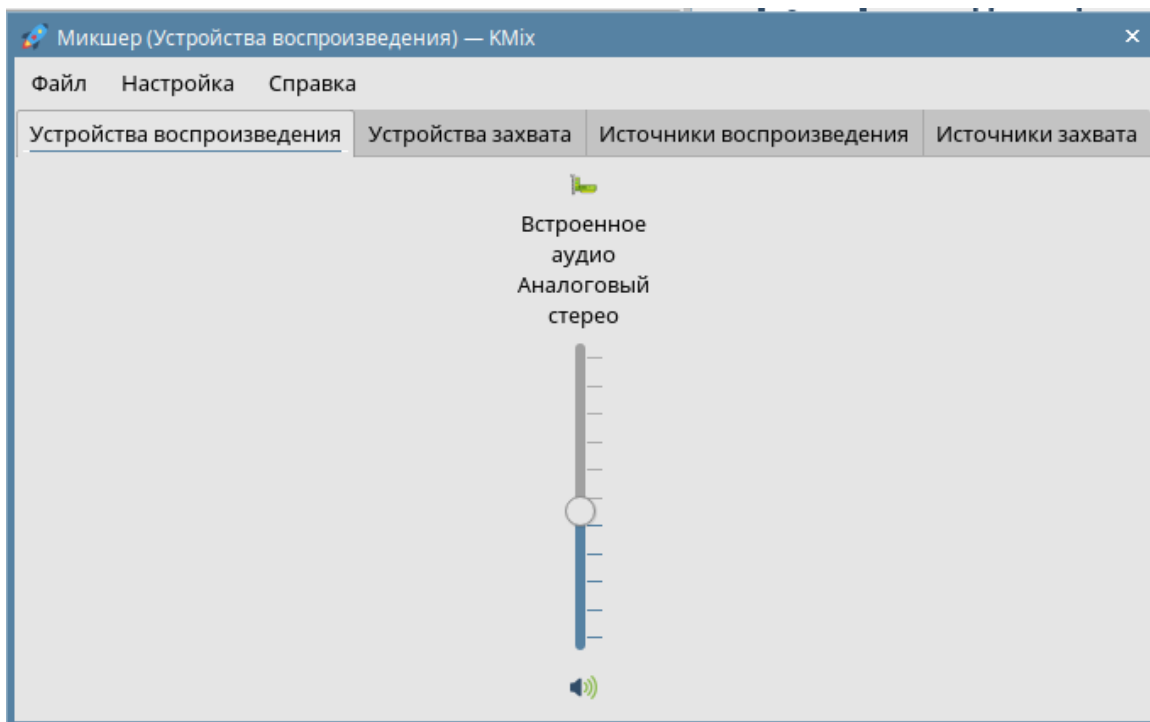 Микшер (Устройства воспроизведения) — KMix
Файл Настройка Справка
Устройства воспроизведения Устройства захвата Источники воспроизведения Источники захвата
Встроенное
аудио
Аналоговый
стерео